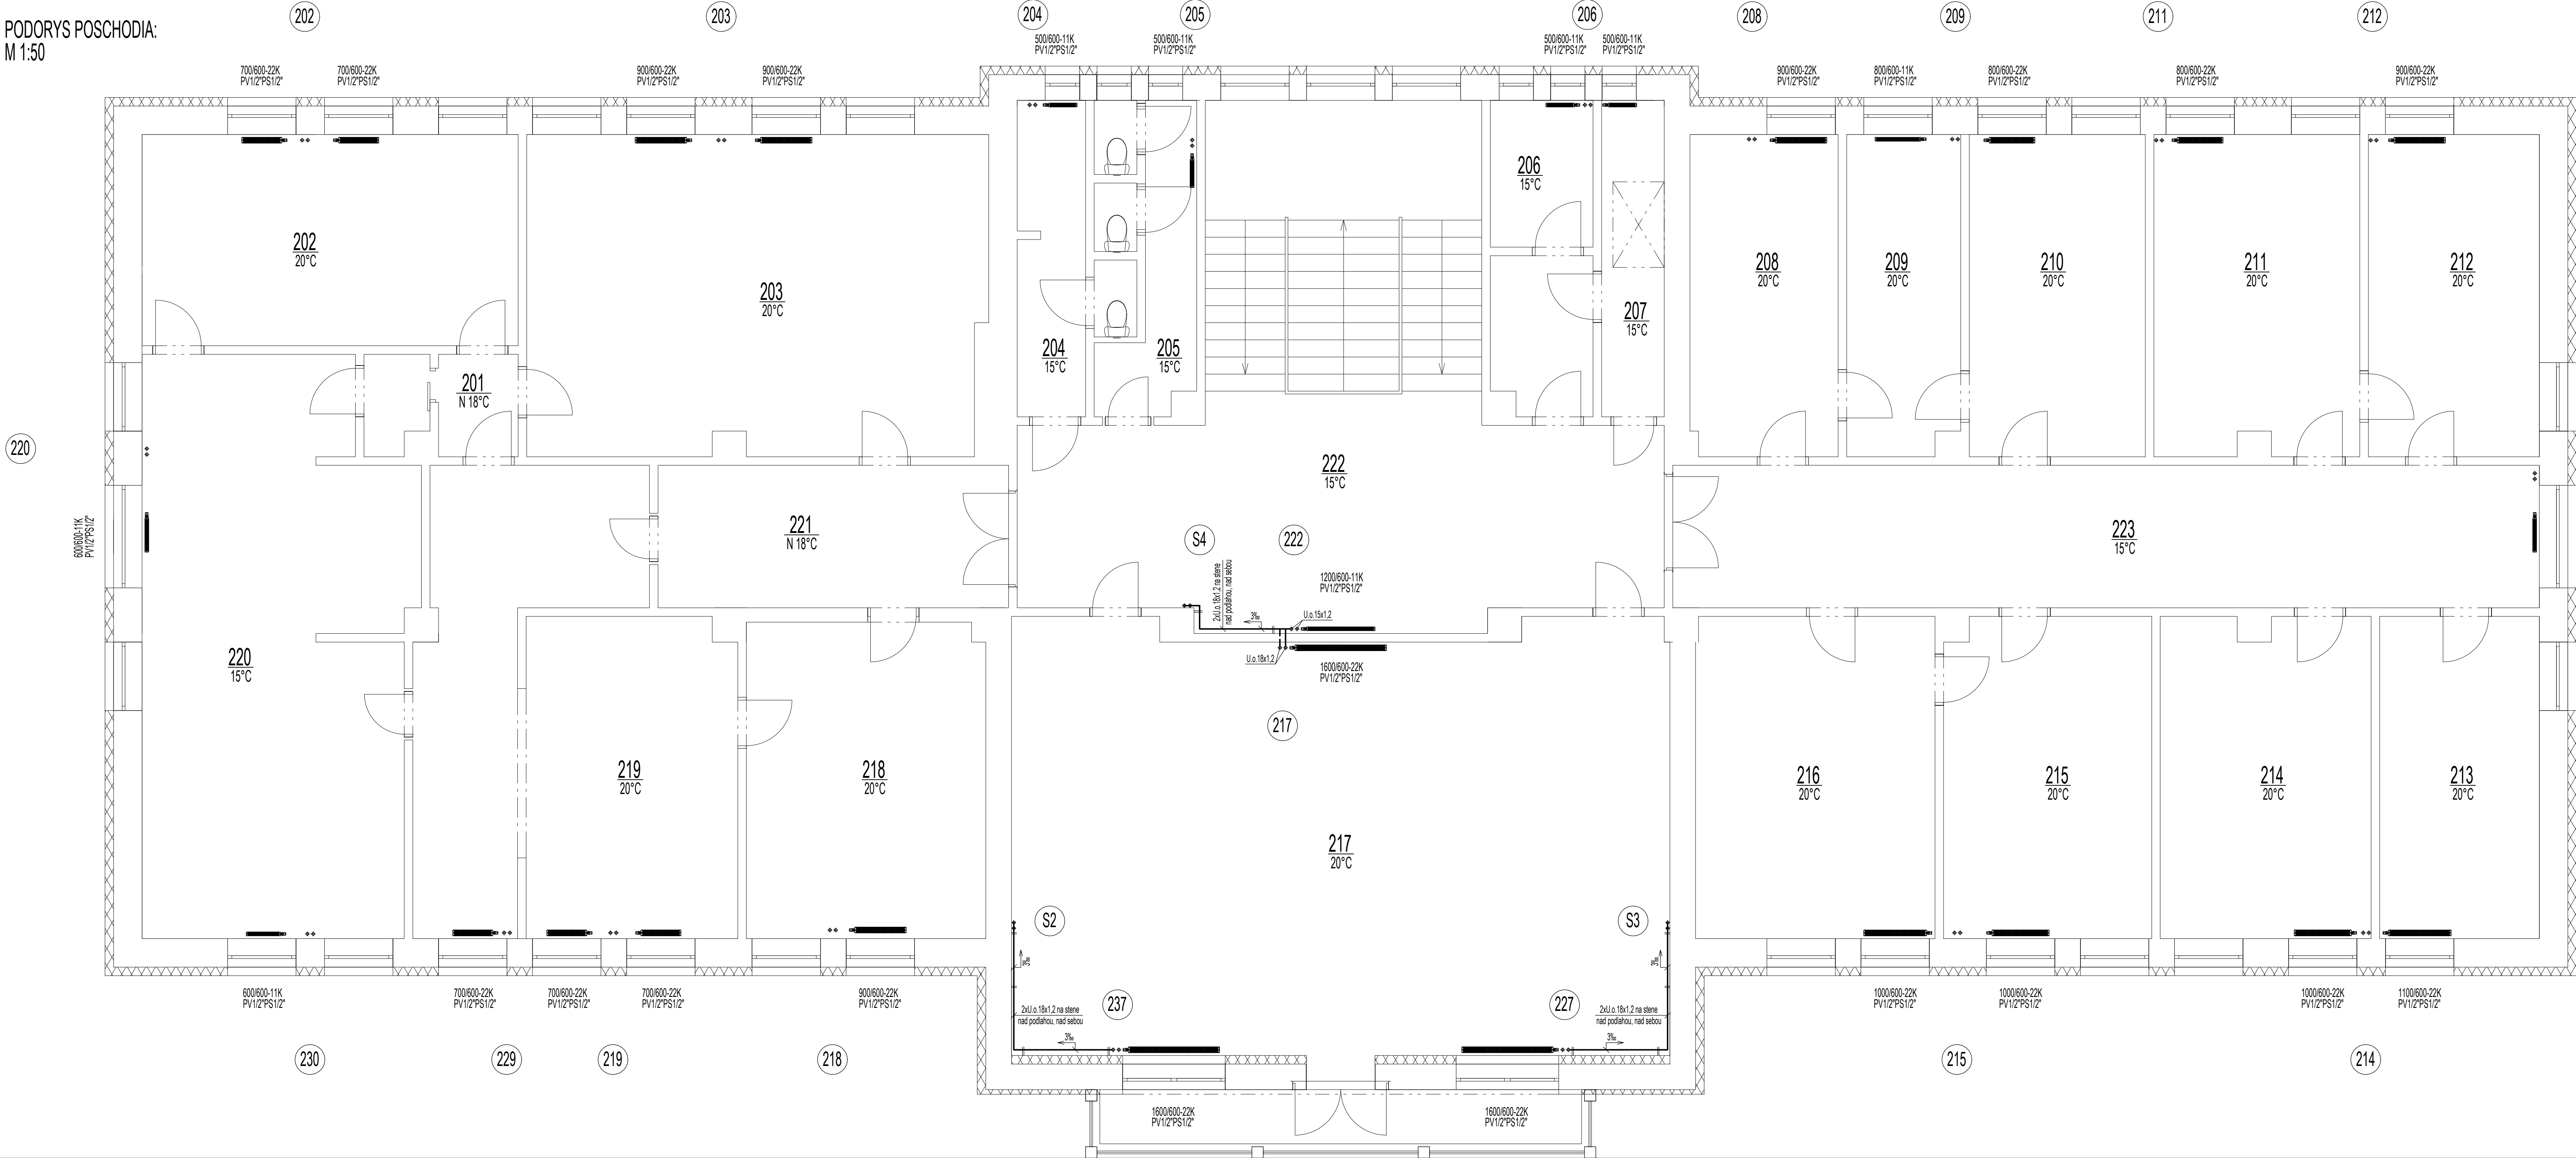 PODORYS POSCHODIA:
M 1:50
202
203
204
205
206
208
209
211
212
500/600-11K
PV1/2"PS1/2"
500/600-11K
PV1/2"PS1/2"
500/600-11K
PV1/2"PS1/2"
500/600-11K
PV1/2"PS1/2"
700/600-22K
PV1/2"PS1/2"
700/600-22K
PV1/2"PS1/2"
900/600-22K
PV1/2"PS1/2"
900/600-22K
PV1/2"PS1/2"
900/600-22K
PV1/2"PS1/2"
800/600-11K
PV1/2"PS1/2"
800/600-22K
PV1/2"PS1/2"
800/600-22K
PV1/2"PS1/2"
900/600-22K
PV1/2"PS1/2"
202
20°C
203
20°C
206
15°C
208
20°C
209
20°C
210
20°C
211
20°C
212
20°C
207
15°C
204
15°C
205
15°C
201
N 18°C
220
222
15°C
600/600-11K
PV1/2"PS1/2"
221
N 18°C
S4
222
223
15°C
2xU.o.18x1,2 na stene
nad podlahou, nad sebou
3‰
1200/600-11K
PV1/2"PS1/2"
U.o.15x1,2
U.o.18x1,2
1600/600-22K
PV1/2"PS1/2"
220
15°C
217
219
20°C
218
20°C
216
20°C
215
20°C
214
20°C
213
20°C
217
20°C
S2
S3
3‰
3‰
600/600-11K
PV1/2"PS1/2"
700/600-22K
PV1/2"PS1/2"
700/600-22K
PV1/2"PS1/2"
700/600-22K
PV1/2"PS1/2"
900/600-22K
PV1/2"PS1/2"
2xU.o.18x1,2 na stene
nad podlahou, nad sebou
237
227
2xU.o.18x1,2 na stene
nad podlahou, nad sebou
1000/600-22K
PV1/2"PS1/2"
1000/600-22K
PV1/2"PS1/2"
1000/600-22K
PV1/2"PS1/2"
1100/600-22K
PV1/2"PS1/2"
3‰
3‰
230
229
219
218
215
214
1600/600-22K
PV1/2"PS1/2"
1600/600-22K
PV1/2"PS1/2"